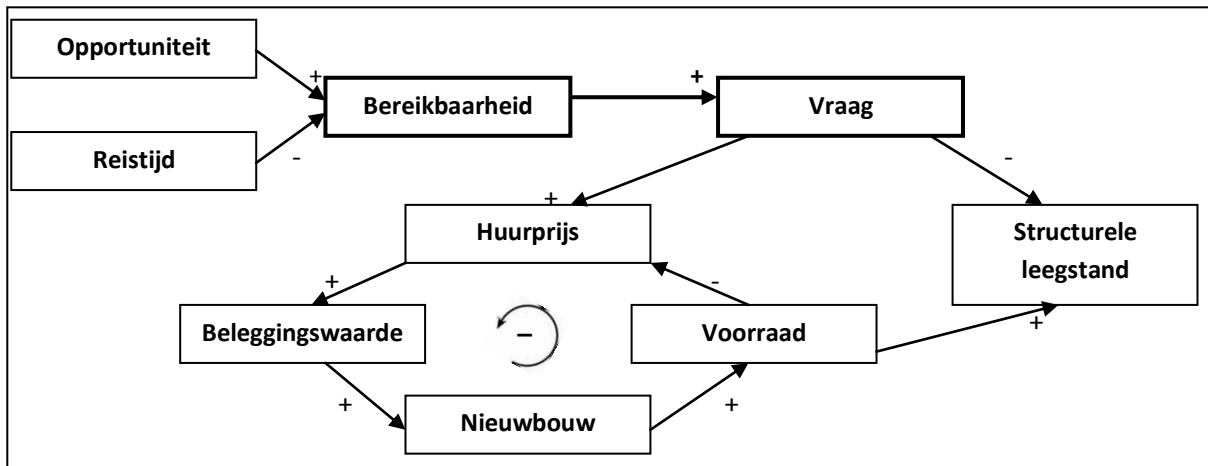 Opportuniteit
+
+
Bereikbaarheid
Vraag
Reistijd
-
-
+
Huurprijs
Structurele
leegstand
+
-
Beleggingswaarde
–
Voorraad
+
+
Nieuwbouw
+